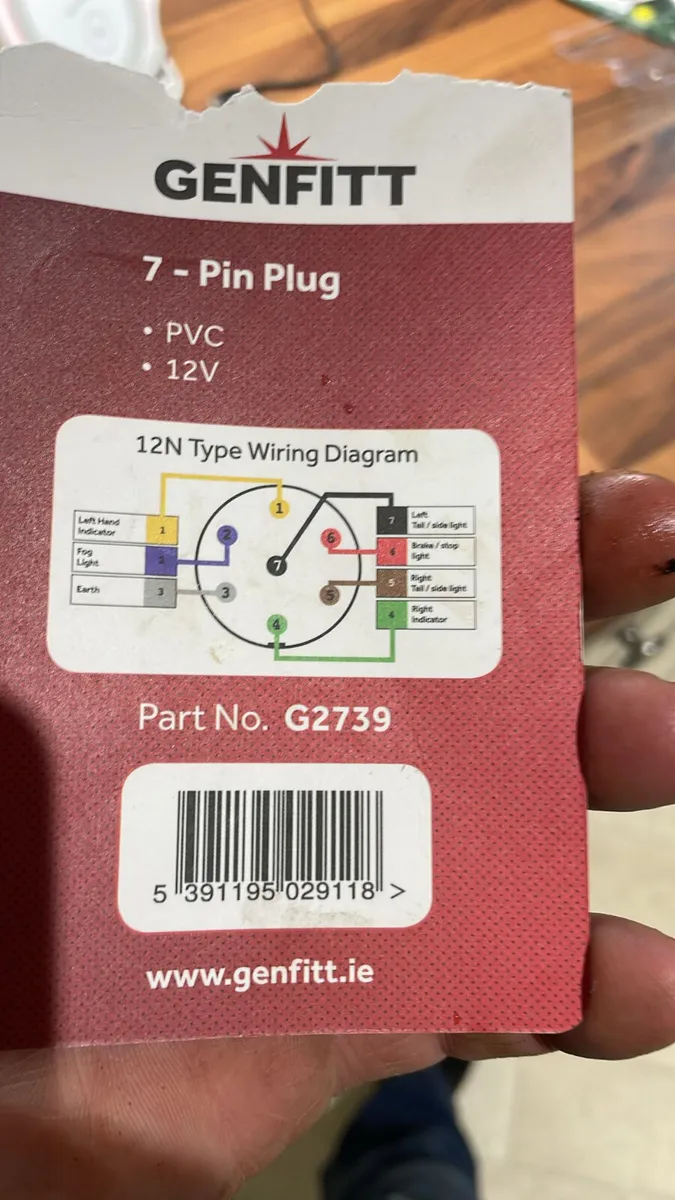 GENFITT
7 - Pin Plug
• PVC
• 12V
12N Type Wiring Diagram
Left Hand
Indicator
1
Fog
Light
2
Earth
3
1
2
3
4
5
6
7
7
Left
Tail / side light
6
Brake / stop
light
5
Right
Tail / side light
4
Right
Indicator
Part No. G2739
5 391195 029118 >
www.genfitt.ie